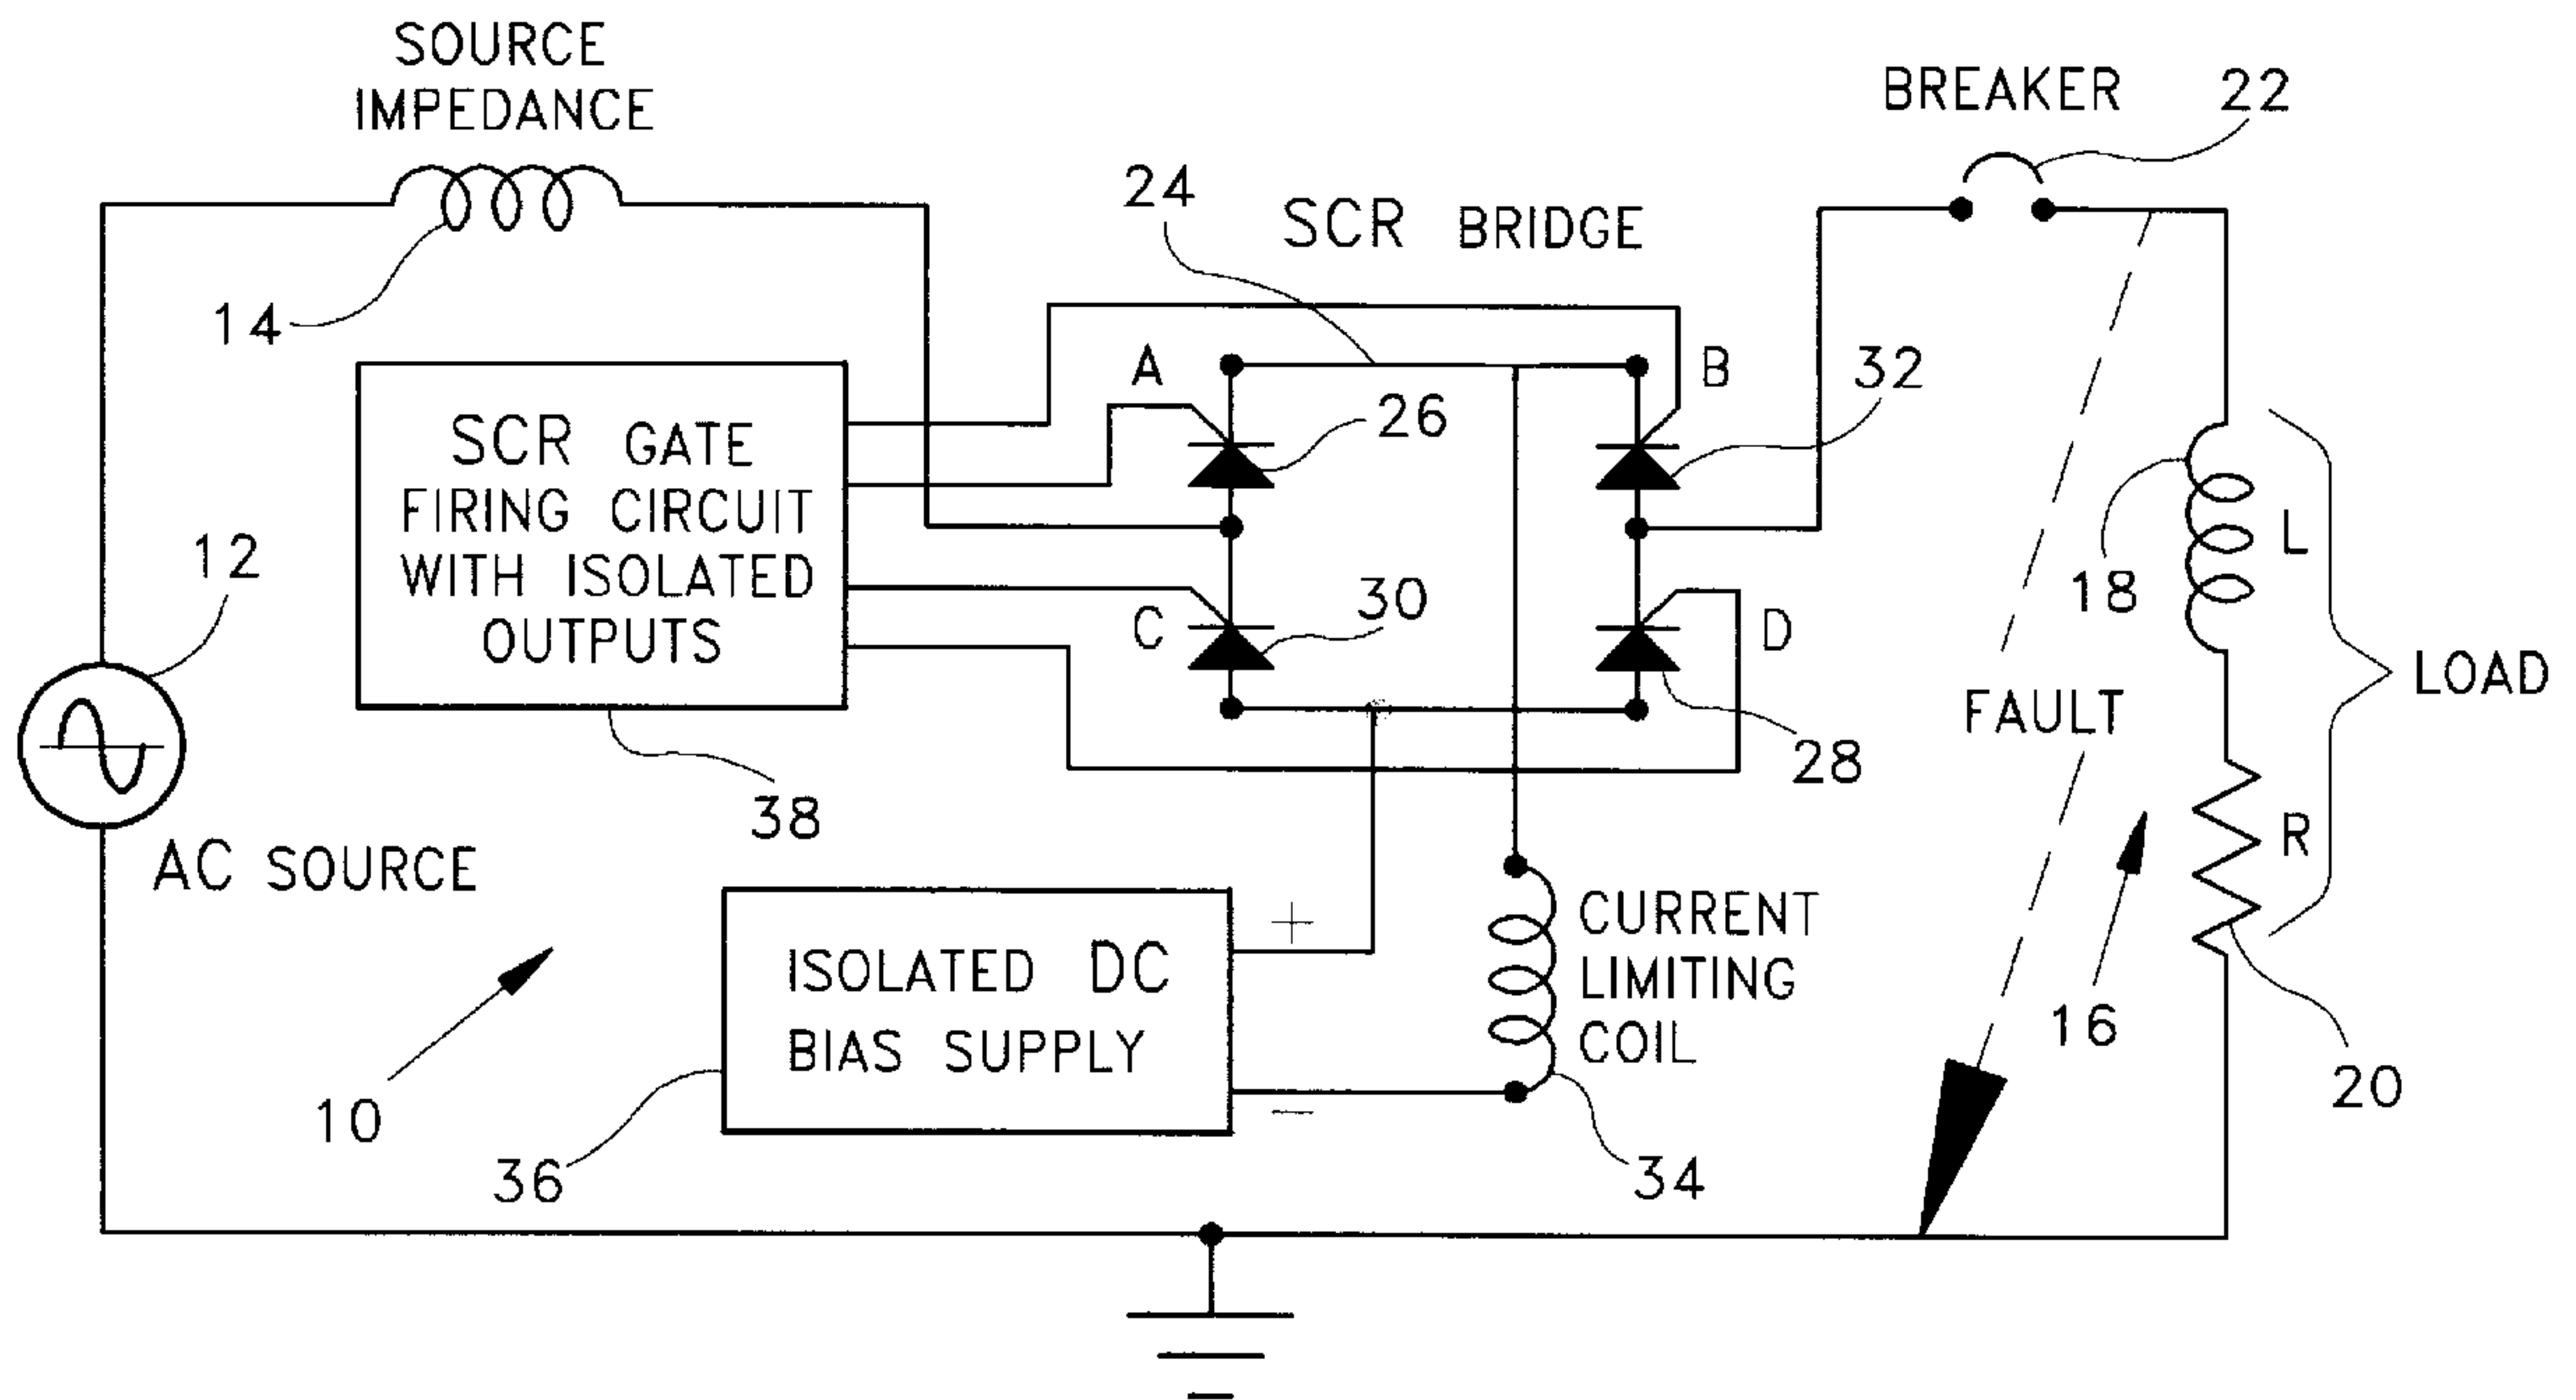 SOURCE
IMPEDANCE
14
BREAKER 22
24
SCR BRIDGE
A
B
26
32
SCR GATE
FIRING CIRCUIT
WITH ISOLATED
OUTPUTS
38
12
AC SOURCE
C
30
D
28
18
L
LOAD
FAULT
R
16
20
ISOLATED DC
BIAS SUPPLY
+
−
36
CURRENT
LIMITING
COIL
34
10